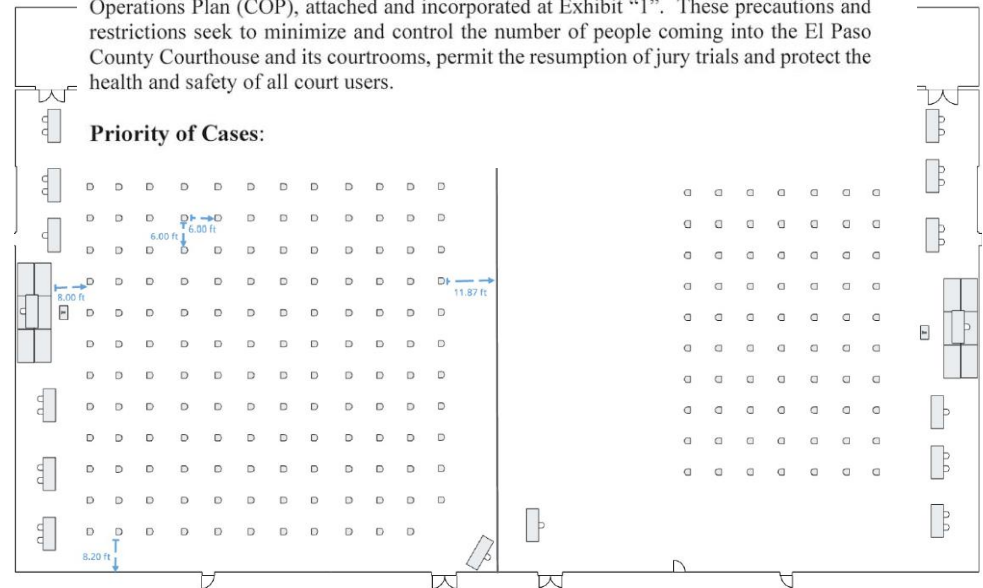 Operations Plan (COP), attached and incorporated at Exhibit “1”. These precautions and
restrictions seek to minimize and control the number of people coming into the El Paso
County Courthouse and its courtrooms, permit the resumption of jury trials and protect the
health and safety of all court users.
Priority of Cases:
6.00 ft
6.00 ft
8.00 ft
11.87 ft
8.20 ft